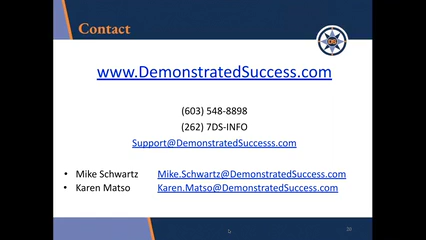 Contact
www.DemonstratedSuccess.com
(603) 548-8898
(262) 7DS-INFO
Support@DemonstratedSuccesss.com
• Mike Schwartz Mike.Schwartz@DemonstratedSuccess.com
• Karen Matso Karen.Matso@DemonstratedSuccess.com